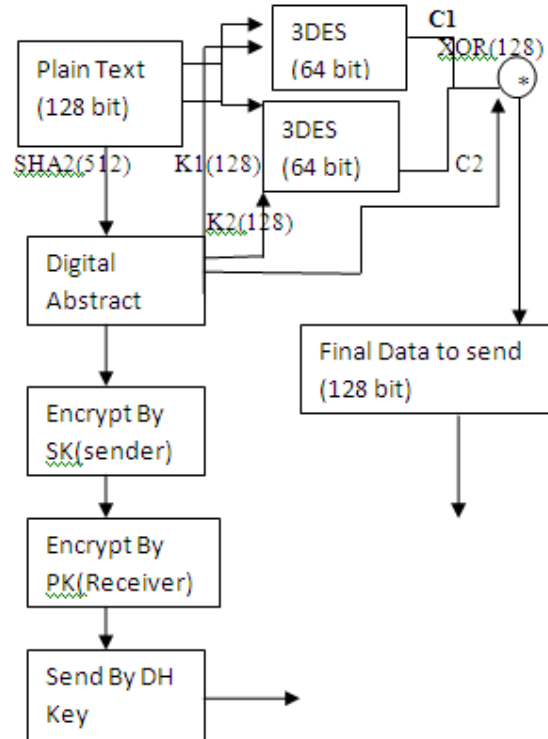 C1
3DES
(64 bit)
XOR(128)
*
Plain Text
(128 bit)
3DES
(64 bit)
SHA2(512)
K1(128)
C2
K2(128)
Digital
Abstract
Final Data to send
(128 bit)
Encrypt By
SK(sender)
Encrypt By
PK(Receiver)
Send By DH
Key